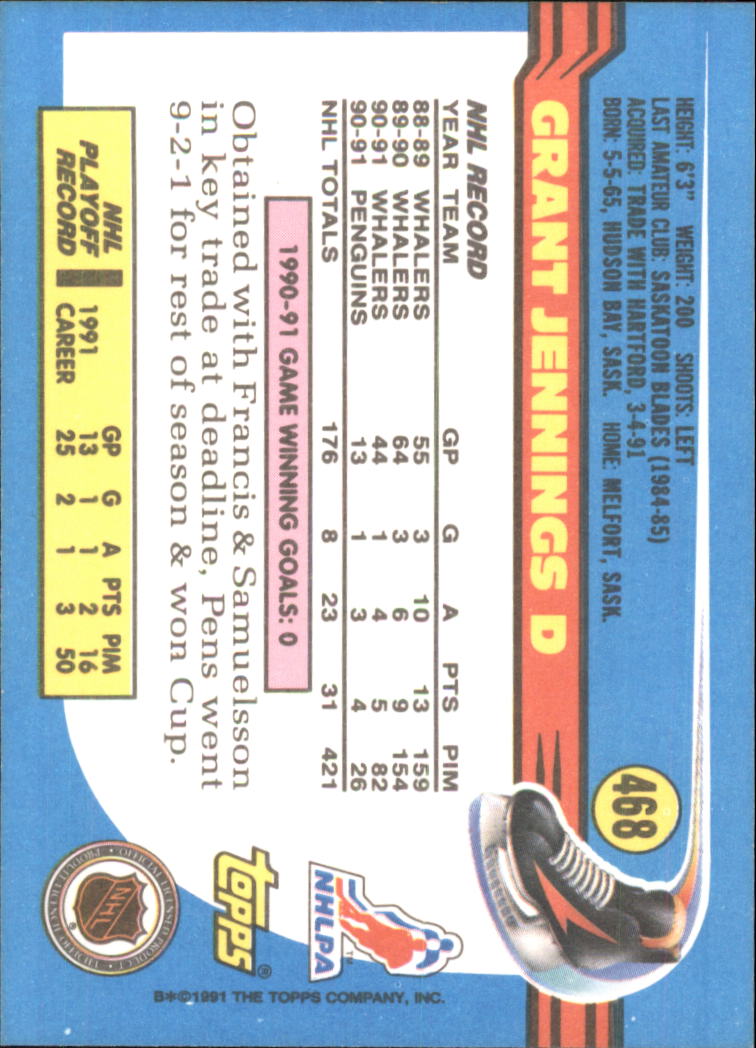 HEIGHT: 6'3" WEIGHT: 200 SHOOTS: LEFT
LAST AMATEUR CLUB: SASKATOON BLADES (1984-85)
ACQUIRED: TRADE WITH HARTFORD, 3-4-91
BORN: 5-5-65, HUDSON BAY, SASK. HOME: MELFORT, SASK.
468
GRANT JENNINGS D
NHL RECORD
YEAR TEAM GP G A PTS PIM
88-89 WHALERS 55 3 10 13 159
89-90 WHALERS 64 3 6 9 154
90-91 WHALERS 44 1 4 5 82
90-91 PENGUINS 13 1 3 4 26
NHL TOTALS 176 8 23 31 421
1990-91 GAME WINNING GOALS: 0
Obtained with Francis & Samuelsson
in key trade at deadline, Pens went
9-2-1 for rest of season & won Cup.
NHL PLAYOFF RECORD
GP G A PTS PIM
1991 13 1 1 2 16
CAREER 25 2 1 3 50
NHLPA ™
topps ®
NHL ®
OFFICIAL LICENSED PRODUCT •
B*©1991 THE TOPPS COMPANY, INC.